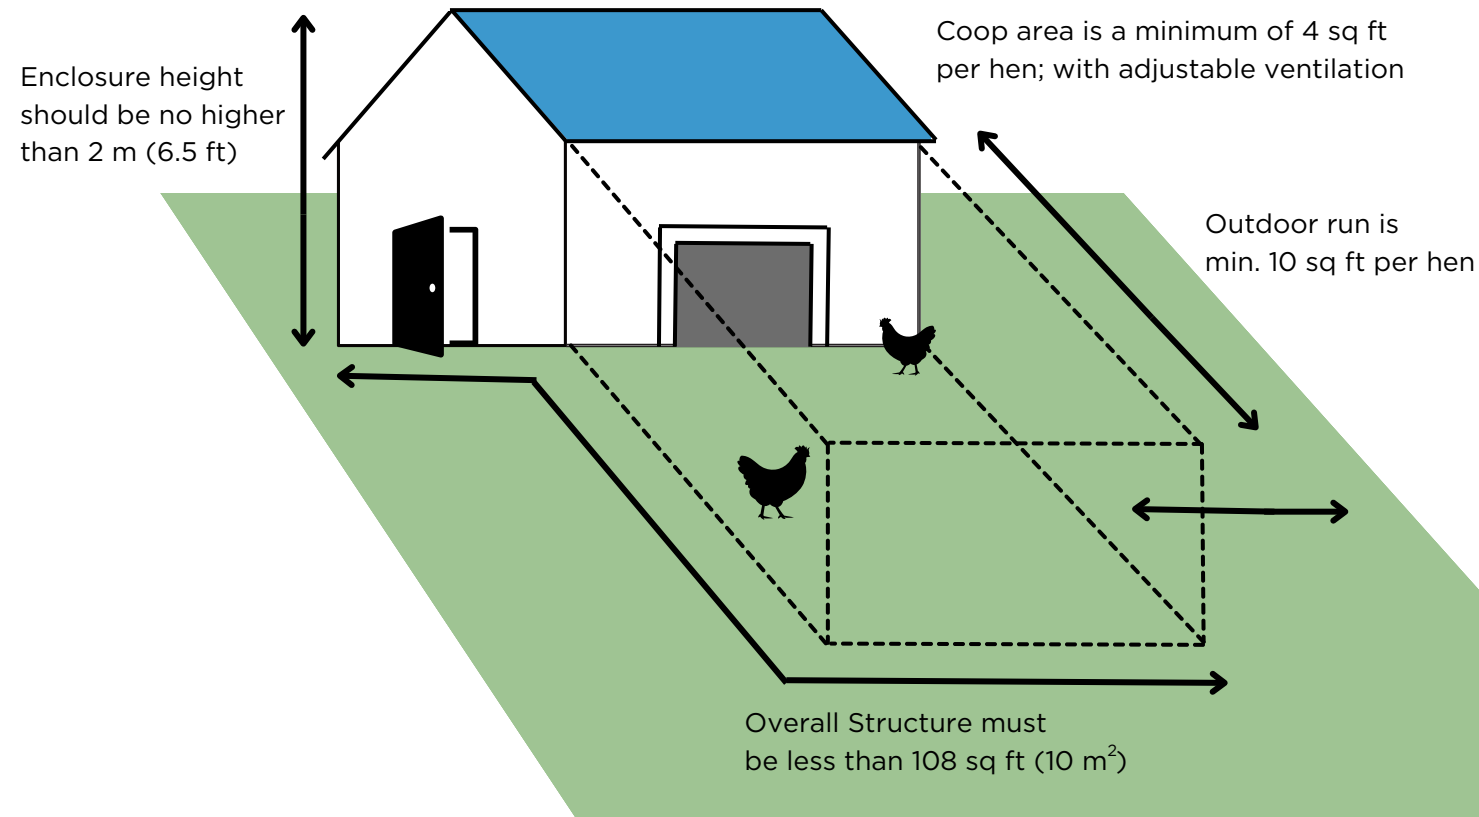 Enclosure height
should be no higher
than 2 m (6.5 ft)
Coop area is a minimum of 4 sq ft
per hen; with adjustable ventilation
Outdoor run is
min. 10 sq ft per hen
Overall Structure must
be less than 108 sq ft (10 m²)